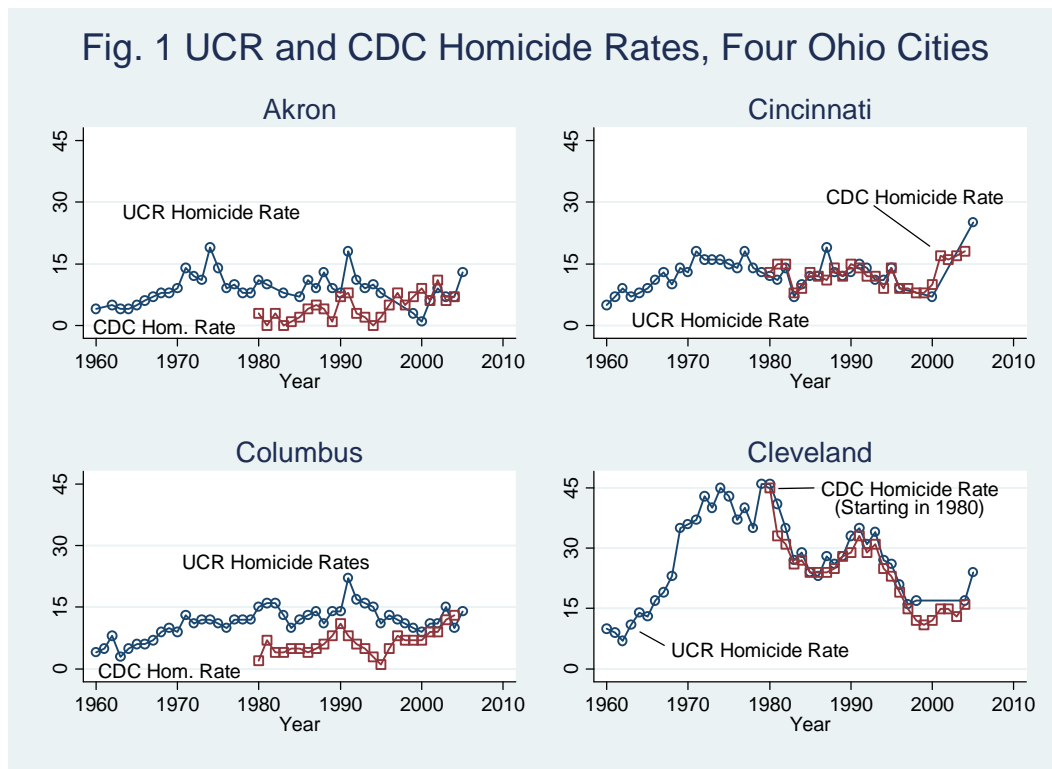 Fig. 1 UCR and CDC Homicide Rates, Four Ohio Cities
Akron
45
30
15
0
UCR Homicide Rate
CDC Hom. Rate
1960 1970 1980 1990 2000 2010
Year
Cincinnati
45
30
15
0
CDC Homicide Rate
UCR Homicide Rate
1960 1970 1980 1990 2000 2010
Year
Columbus
45
30
15
0
UCR Homicide Rates
CDC Hom. Rate
1960 1970 1980 1990 2000 2010
Year
Cleveland
45
30
15
0
CDC Homicide Rate
(Starting in 1980)
UCR Homicide Rate
1960 1970 1980 1990 2000 2010
Year